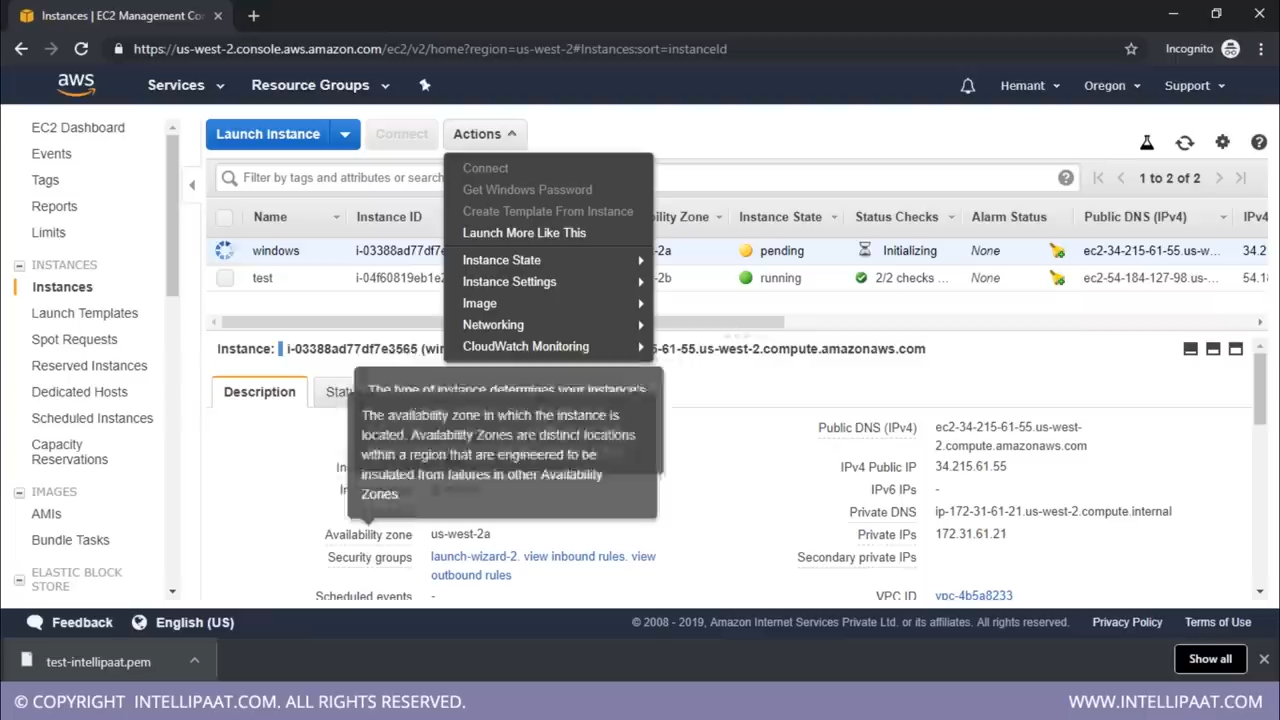 Instances | EC2 Management Co
https://us-west-2.console.aws.amazon.com/ec2/v2/home?region=us-west-2#Instances:sort=instanceId
Incognito
aws
Services
Resource Groups
Hemant
Oregon
Support
EC2 Dashboard
Events
Tags
Reports
Limits
INSTANCES
Instances
Launch Templates
Spot Requests
Reserved Instances
Dedicated Hosts
Scheduled Instances
Capacity
Reservations
IMAGES
AMIs
Bundle Tasks
ELASTIC BLOCK
STORE
Launch Instance
Connect
Actions
Filter by tags and attributes or search
1 to 2 of 2
Connect
Get Windows Password
Create Template From Instance
Launch More Like This
Instance State
Instance Settings
Image
Networking
CloudWatch Monitoring
Name Instance ID ility Zone Instance State Status Checks Alarm Status Public DNS (IPv4) IPv4
windows i-03388ad77df7e -2a pending Initializing None ec2-34-215-61-55.us-w... 34.2
test i-04f60819eb1e2 -2b running 2/2 checks ... None ec2-54-184-127-98.us-... 54.18
Instance: i-03388ad77df7e3565 (win 5-61-55.us-west-2.compute.amazonaws.com
Description
Statu
The type of instance determines your instance's
The availability zone in which the instance is
located. Availability Zones are distinct locations
within a region that are engineered to be
insulated from failures in other Availability
Zones.
Availability zone us-west-2a
Security groups launch-wizard-2. view inbound rules. view
outbound rules
Scheduled events -
Public DNS (IPv4) ec2-34-215-61-55.us-west-
2.compute.amazonaws.com
IPv4 Public IP 34.215.61.55
IPv6 IPs -
Private DNS ip-172-31-61-21.us-west-2.compute.internal
Private IPs 172.31.61.21
Secondary private IPs
VPC ID vpc-4b5a8233
Feedback
English (US)
© 2008 - 2019, Amazon Internet Services Private Ltd. or its affiliates. All rights reserved.
Privacy Policy
Terms of Use
test-intellipaat.pem
Show all
© COPYRIGHT INTELLIPAAT.COM. ALL RIGHTS RESERVED.
WWW.INTELLIPAAT.COM